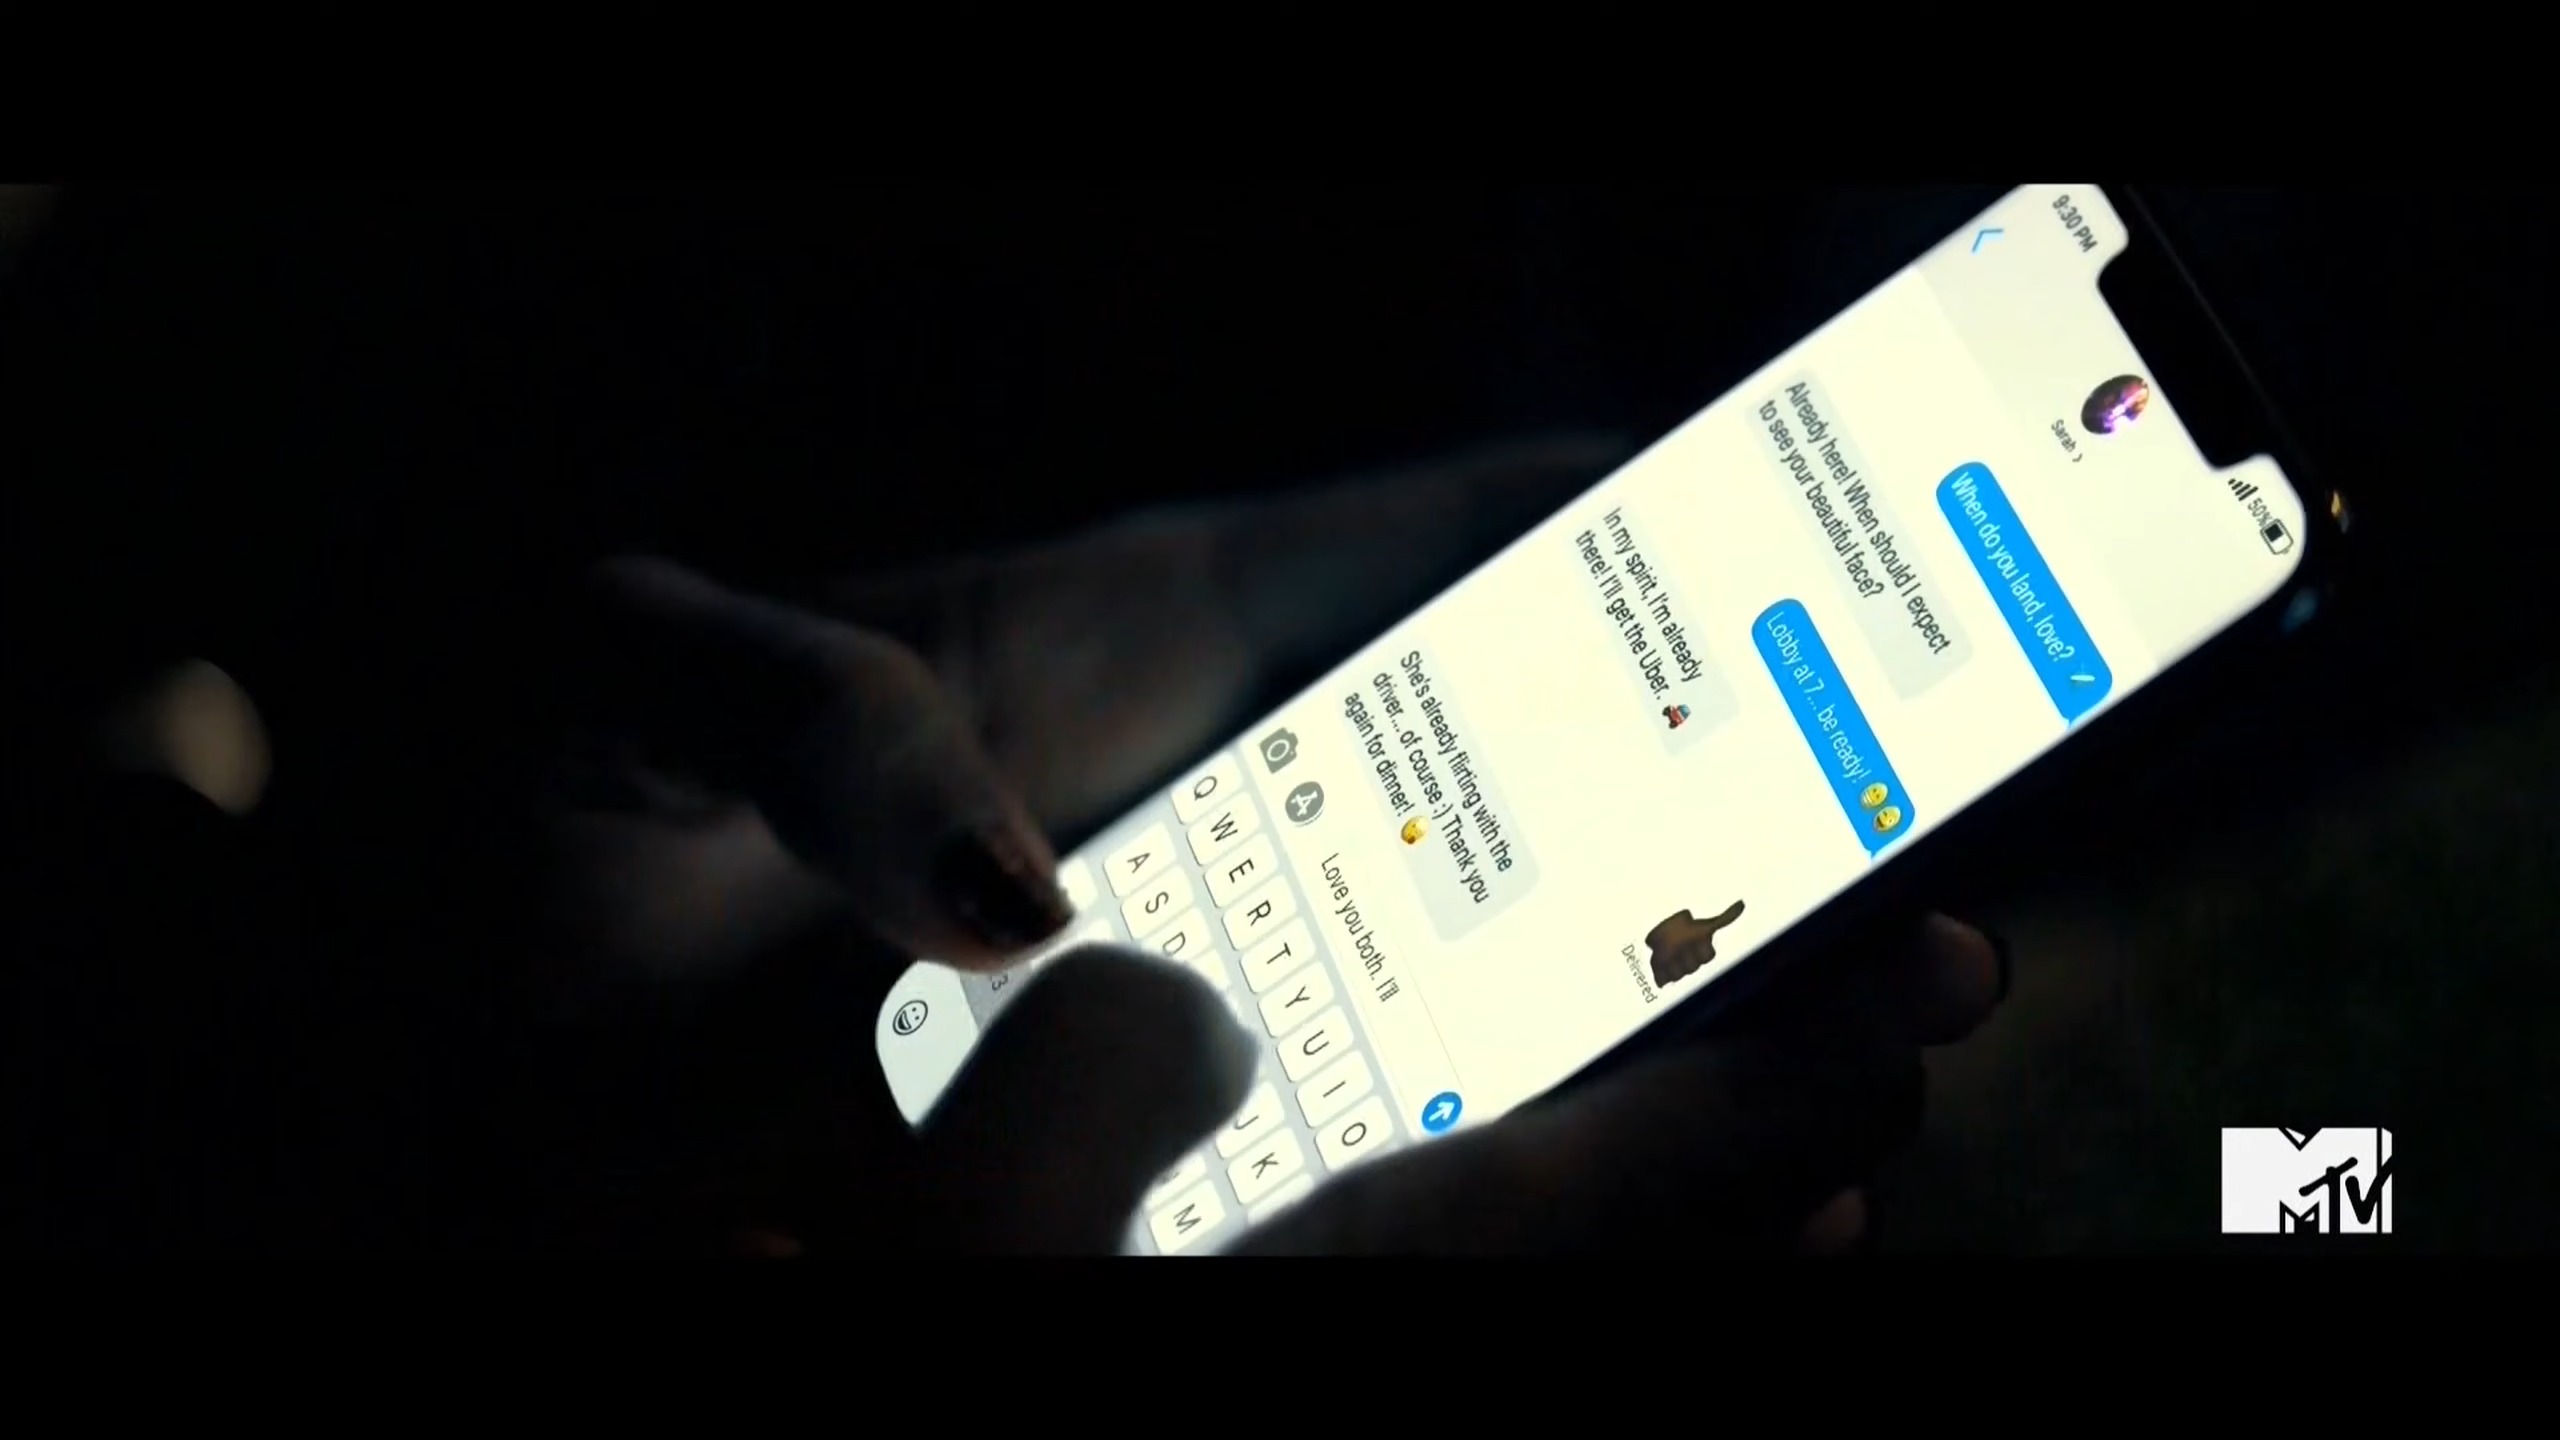 9:30 PM
50%
Sarah >
When do you land, love?
Already here! When should I expect
to see your beautiful face?
Lobby at 7... be ready!
In my spirit, I'm already
there! I'll get the Uber.
Delivered
She's already flirting with the
driver... of course :) Thank you
again for dinner!
Love you both. I'll
Q W E R T Y U I O
A S D J K
M
3
MTV